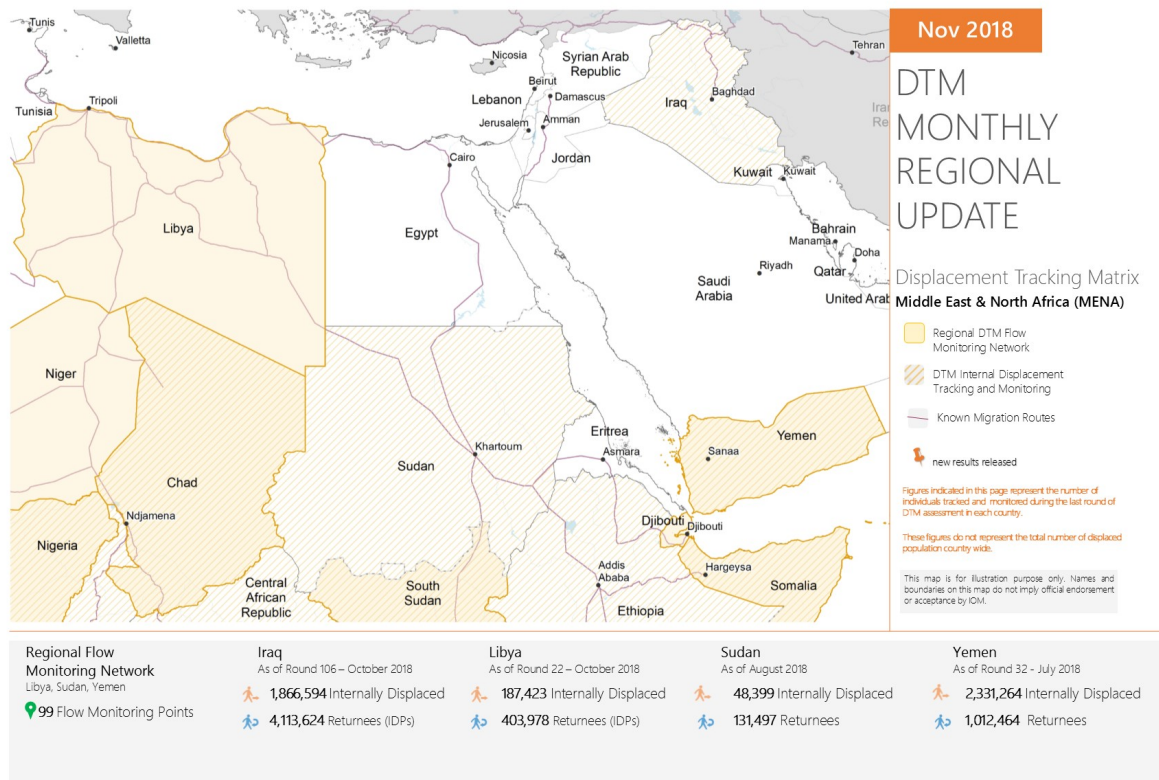 Tunis
Valletta
Nicosia
Syrian Arab
Republic
Tehran
Beirut
Lebanon
Damascus
Iraq
Baghdad
Tunisia
Tripoli
Jerusalem
Amman
Iran
Re
Cairo
Jordan
Kuwait
Kuwait
Libya
Egypt
Bahrain
Manama
Doha
Riyadh
Qatar
Saudi
Arabia
United Arab
Niger
Eritrea
Yemen
Khartoum
Asmara
Sanaa
Sudan
Chad
Ndjamena
Djibouti
Djibouti
Nigeria
Hargeysa
Addis
Ababa
Central
African
Republic
South
Sudan
Somalia
Ethiopia
Nov 2018
DTM
MONTHLY
REGIONAL
UPDATE
Displacement Tracking Matrix
Middle East & North Africa (MENA)
Regional DTM Flow
Monitoring Network
DTM Internal Displacement
Tracking and Monitoring
Known Migration Routes
new results released
Figures indicated in this page represent the number of
individuals tracked and monitored during the last round of
DTM assessment in each country.
These figures do not represent the total number of displaced
population country wide.
This map is for illustration purpose only. Names and
boundaries on this map do not imply official endorsement
or acceptance by IOM.
Regional Flow
Monitoring Network
Libya, Sudan, Yemen
99 Flow Monitoring Points
Iraq
As of Round 106 – October 2018
1,866,594 Internally Displaced
4,113,624 Returnees (IDPs)
Libya
As of Round 22 – October 2018
187,423 Internally Displaced
403,978 Returnees (IDPs)
Sudan
As of August 2018
48,399 Internally Displaced
131,497 Returnees
Yemen
As of Round 32 - July 2018
2,331,264 Internally Displaced
1,012,464 Returnees